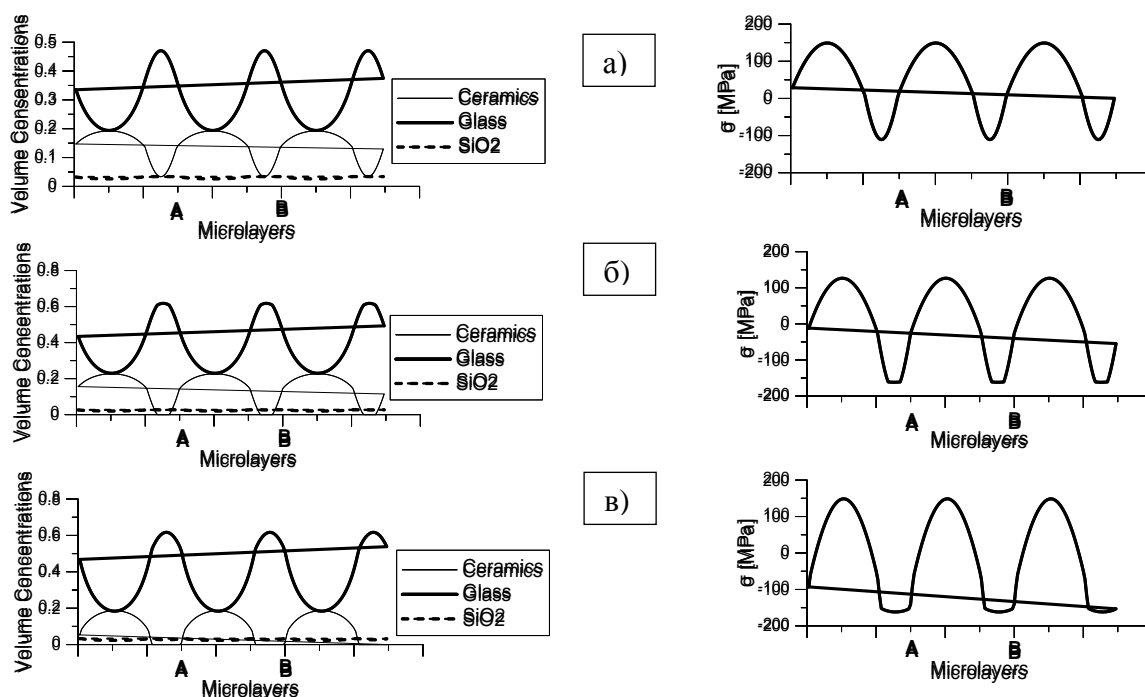 Volume Consentrations
0.5
0.4
0.3
0.2
0.1
0
A
B
Microlayers
Ceramics
Glass
SiO2
а)
σ [MPa]
200
100
0
-100
-200
A
B
Microlayers
Volume Concentrations
0.8
0.6
0.4
0.2
0
A
B
Microlayers
Ceramics
Glass
SiO2
б)
σ [MPa]
200
100
0
-100
-200
A
B
Microlayers
Volume Concentrations
0.8
0.6
0.4
0.2
0
A
B
Microlayers
Ceramics
Glass
SiO2
в)
σ [MPa]
200
100
0
-100
-200
A
B
Microlayers